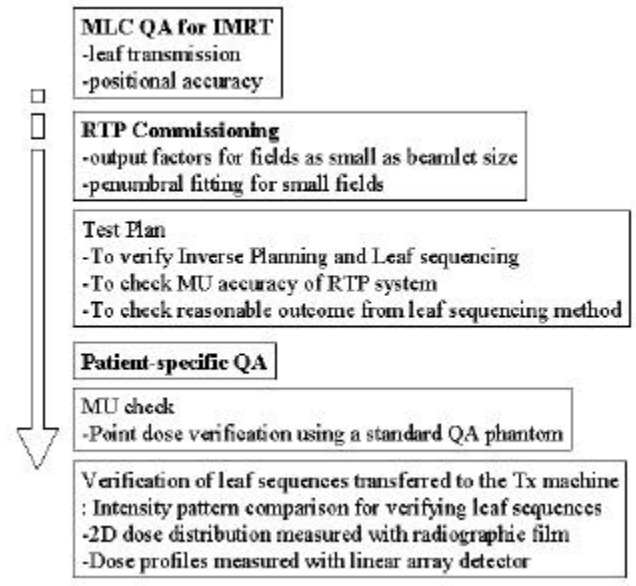 MLC QA for IMRT
-leaf transmission
-positional accuracy
RTP Commissioning
-output factors for fields as small as beamlet size
-penumbral fitting for small fields
Test Plan
-To verify Inverse Planning and Leaf sequencing
-To check MU accuracy of RTP system
-To check reasonable outcome from leaf sequencing method
Patient-specific QA
MU check
-Point dose verification using a standard QA phantom
Verification of leaf sequences transferred to the Tx machine
: Intensity pattern comparison for verifying leaf sequences
-2D dose distribution measured with radiographic film
-Dose profiles measured with linear array detector